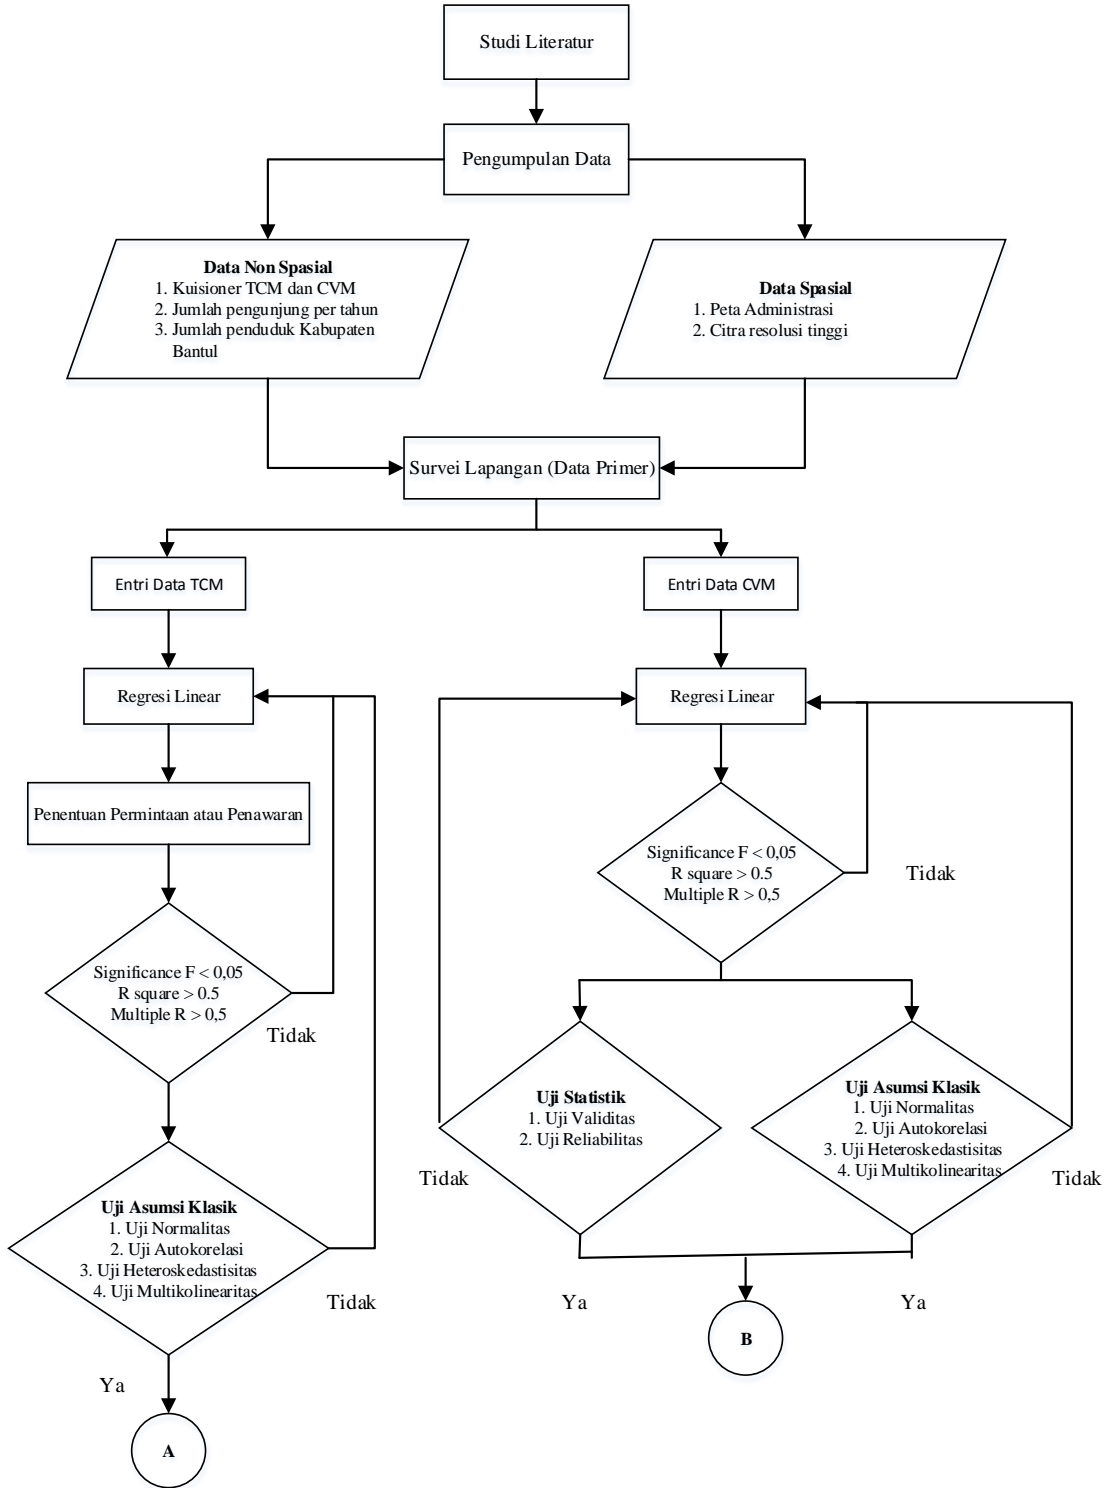 Studi Literatur
Pengumpulan Data
Data Non Spasial
1. Kuisioner TCM dan CVM
2. Jumlah pengunjung per tahun
3. Jumlah penduduk Kabupaten
Bantul
Data Spasial
1. Peta Administrasi
2. Citra resolusi tinggi
Survei Lapangan (Data Primer)
Entri Data TCM
Entri Data CVM
Regresi Linear
Regresi Linear
Penentuan Permintaan atau Penawaran
Significance F < 0,05
R square > 0.5
Multiple R > 0,5
Tidak
Significance F < 0,05
R square > 0.5
Multiple R > 0,5
Tidak
Uji Statistik
1. Uji Validitas
2. Uji Reliabilitas
Tidak
Uji Asumsi Klasik
1. Uji Normalitas
2. Uji Autokorelasi
3. Uji Heteroskedastisitas
4. Uji Multikolinearitas
Tidak
Uji Asumsi Klasik
1. Uji Normalitas
2. Uji Autokorelasi
3. Uji Heteroskedastisitas
4. Uji Multikolinearitas
Tidak
Ya
Ya
B
Ya
A